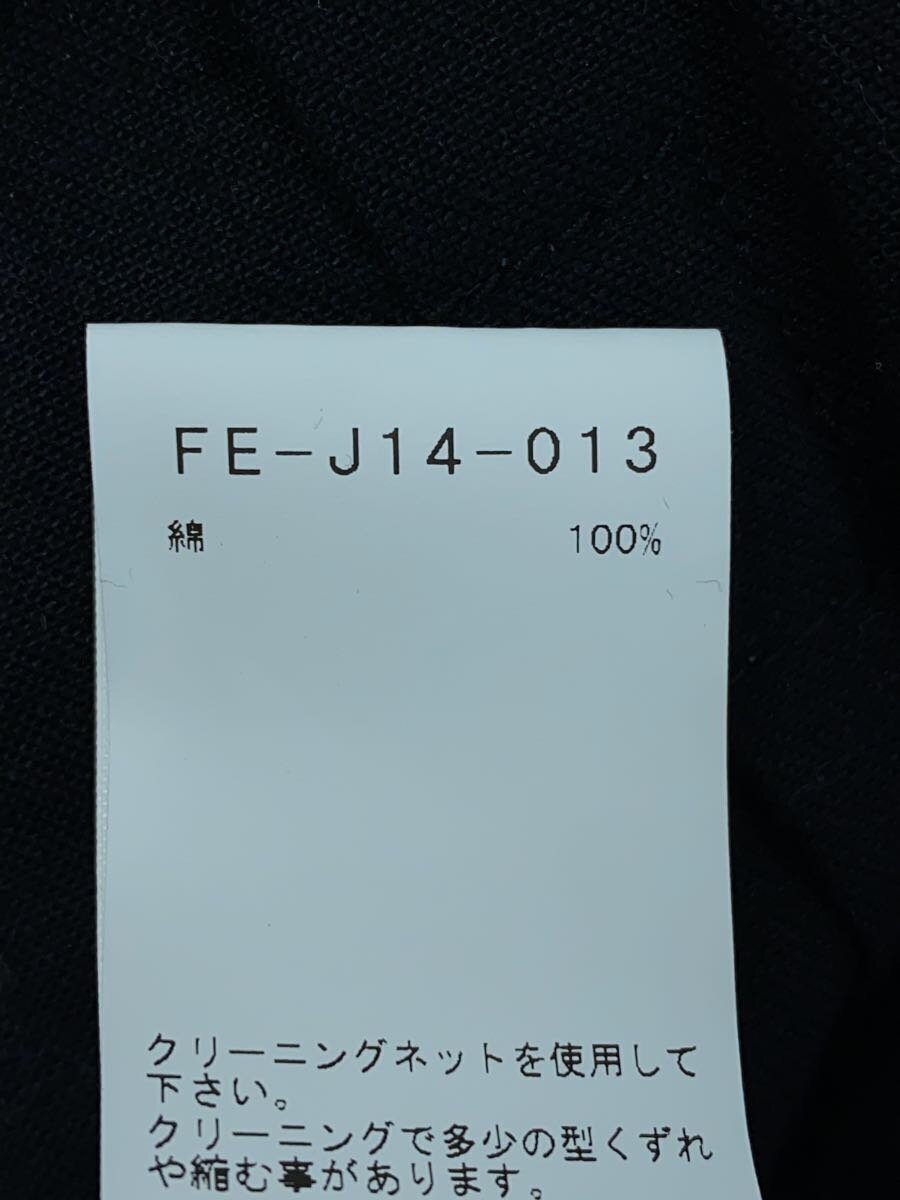 FE-J14-013
綿 100%
クリーニングネットを使用して
下さい。
クリーニングで多少の型くずれ
や縮む事があります。